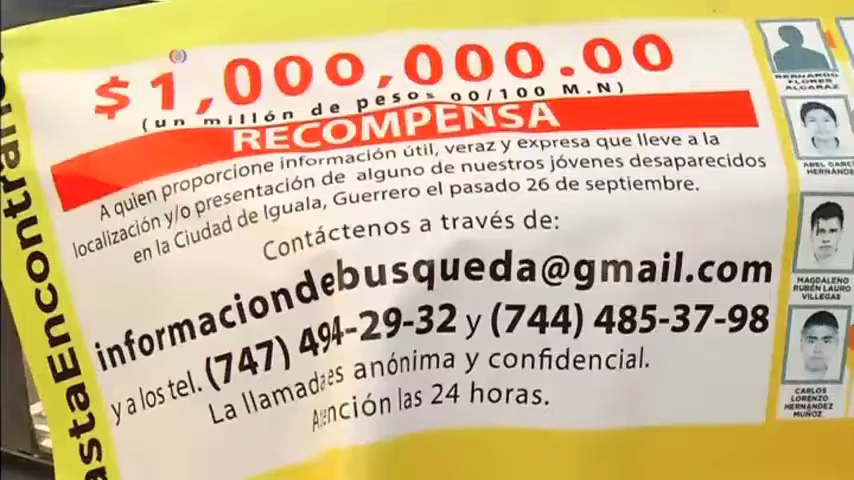 $1,000,000.00
(un millón de pesos 00/100 M.N)
RECOMPENSA
A quien proporcione información útil, veraz y expresa que lleve a la
localización y/o presentación de alguno de nuestros jóvenes desaparecidos
en la Ciudad de Iguala, Guerrero el pasado 26 de septiembre.
Contáctenos a través de:
informaciondebusqueda@gmail.com
y a los tel. (747) 494-29-32 y (744) 485-37-98
La llamada es anónima y confidencial.
Atención las 24 horas.
astaEncontrarlo
BERNARDO
FLORES
ALCARAZ
ABEL GARCÍA
HERNÁNDE
MAGDALENO
RUBÉN LAURO
VILLEGAS
CARLOS
LORENZO
HERNÁNDEZ
MUÑOZ